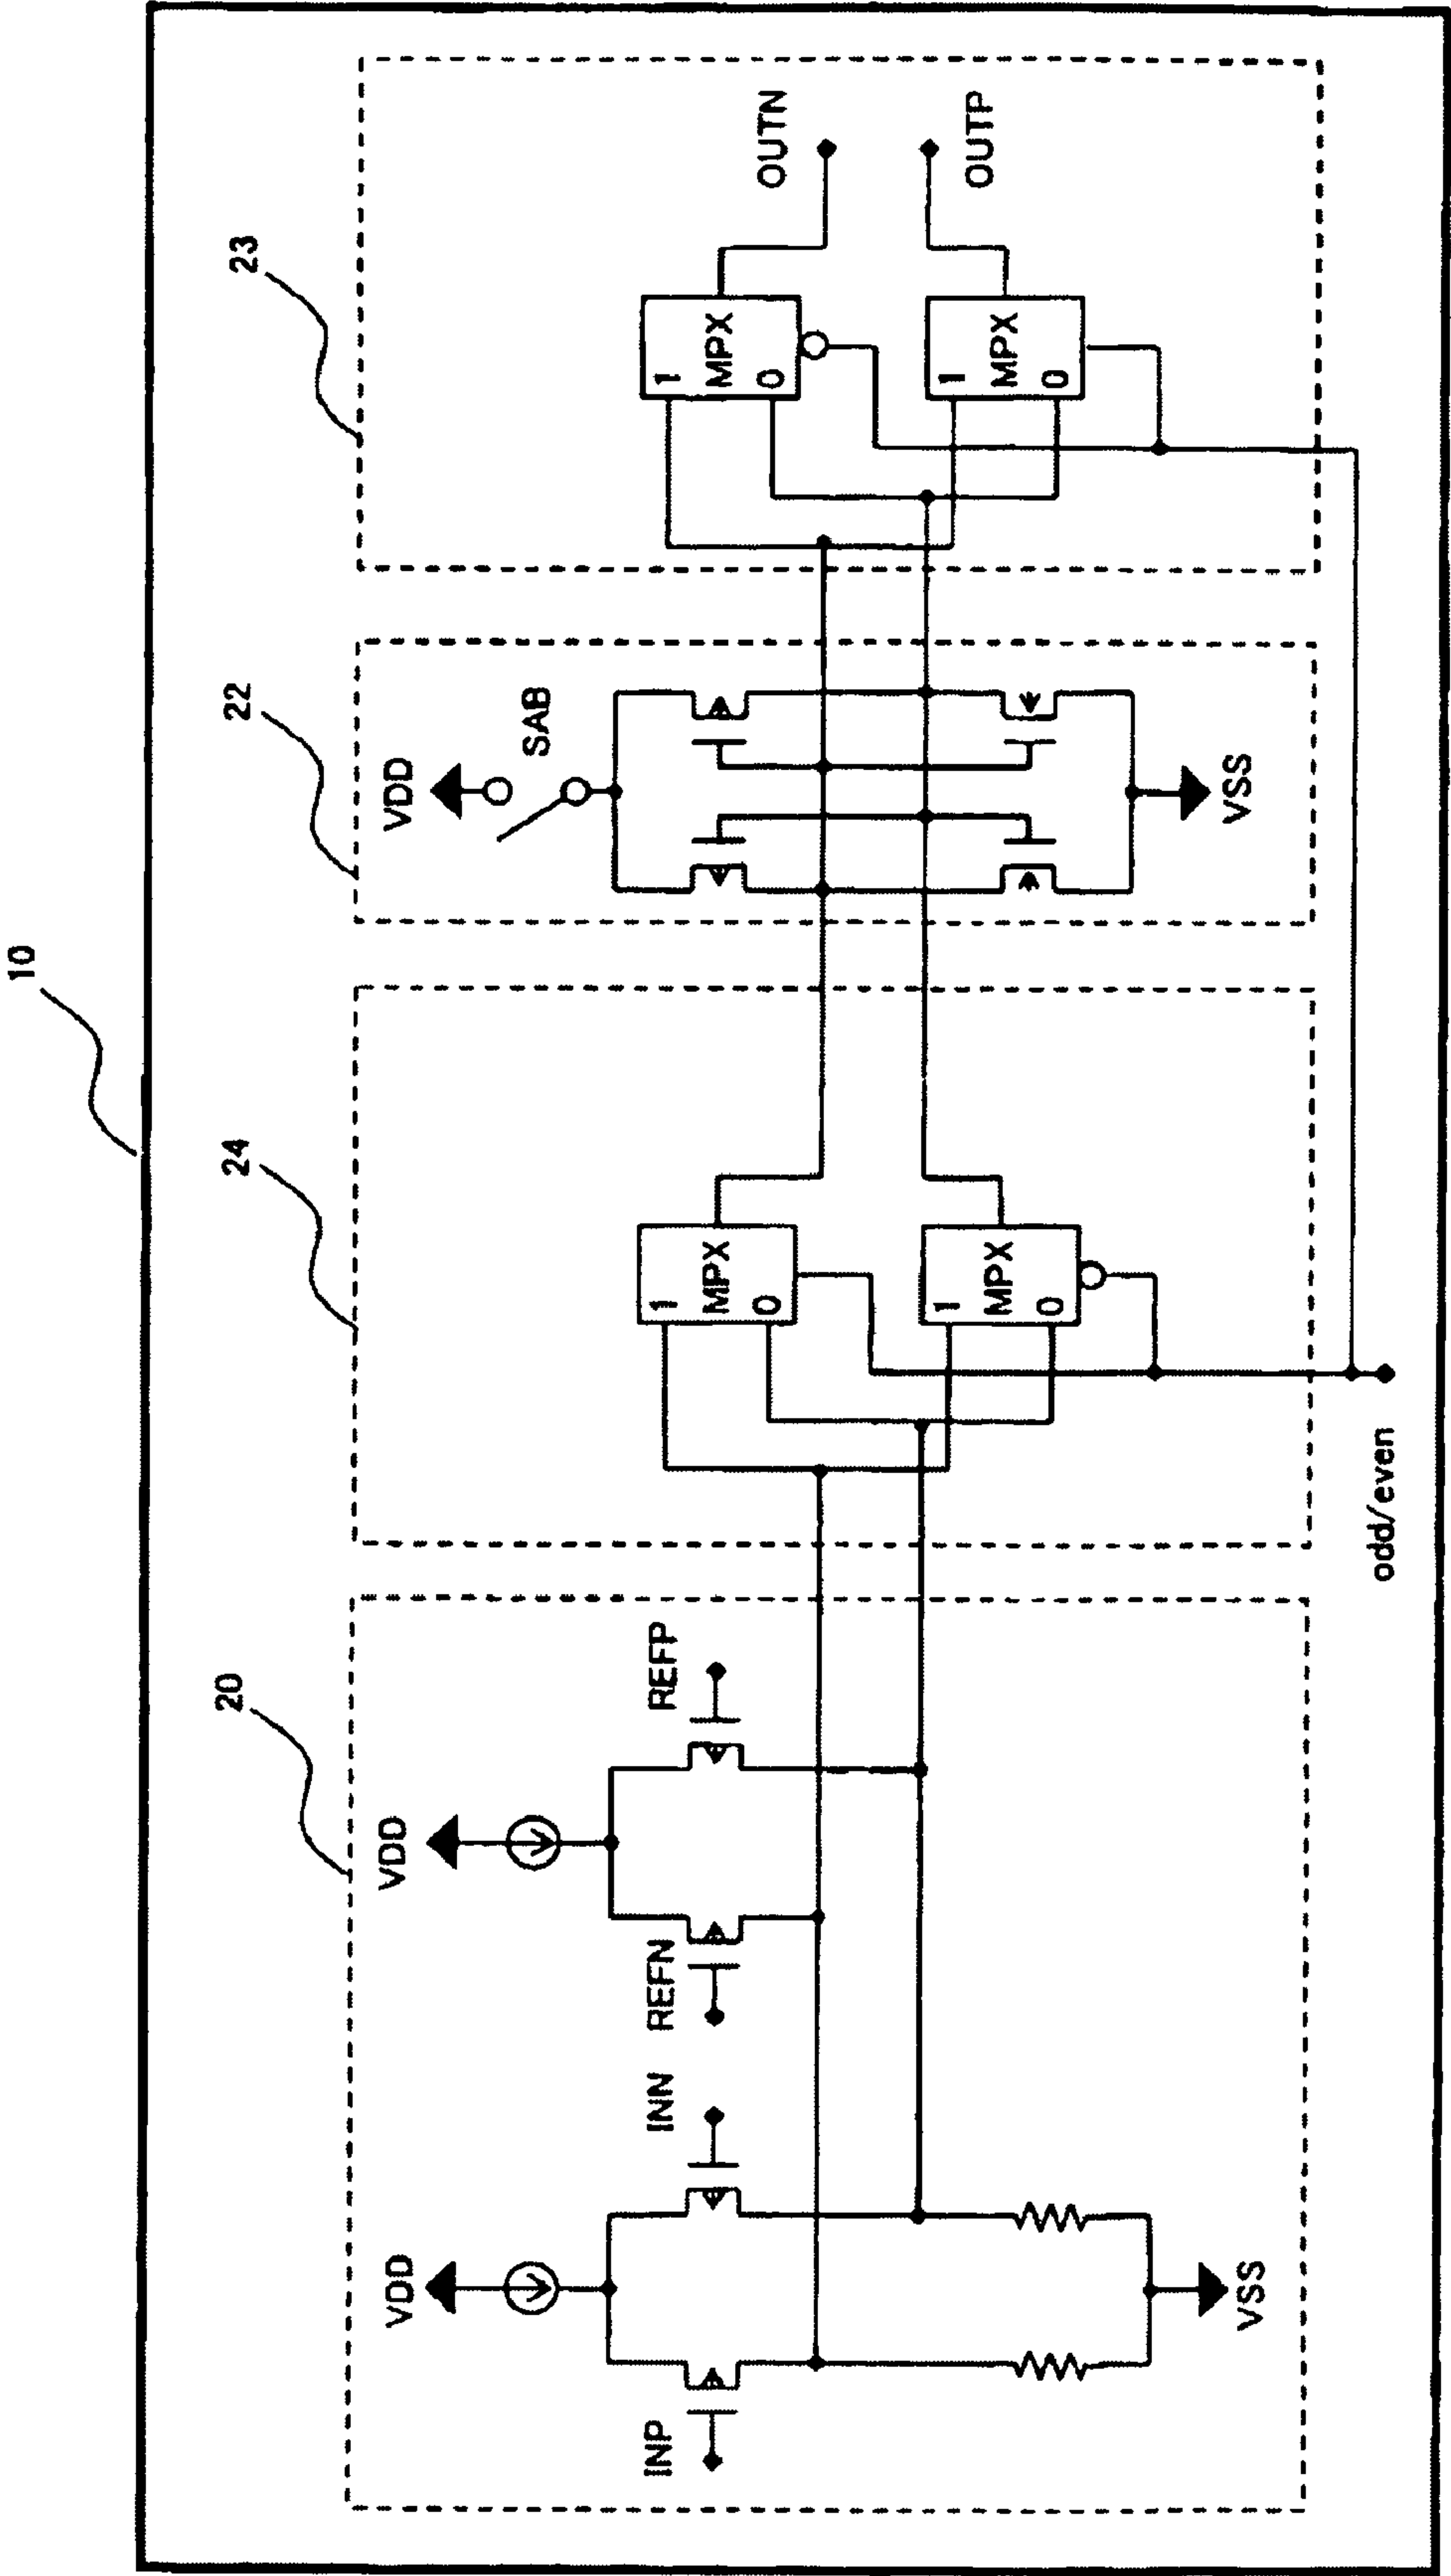 10
20
24
22
23
VDD
VDD
VDD
SAB
INP
INN
REFN
REFP
1
MPX
0
1
MPX
0
1
MPX
0
1
MPX
0
OUTN
OUTP
VSS
VSS
odd/even